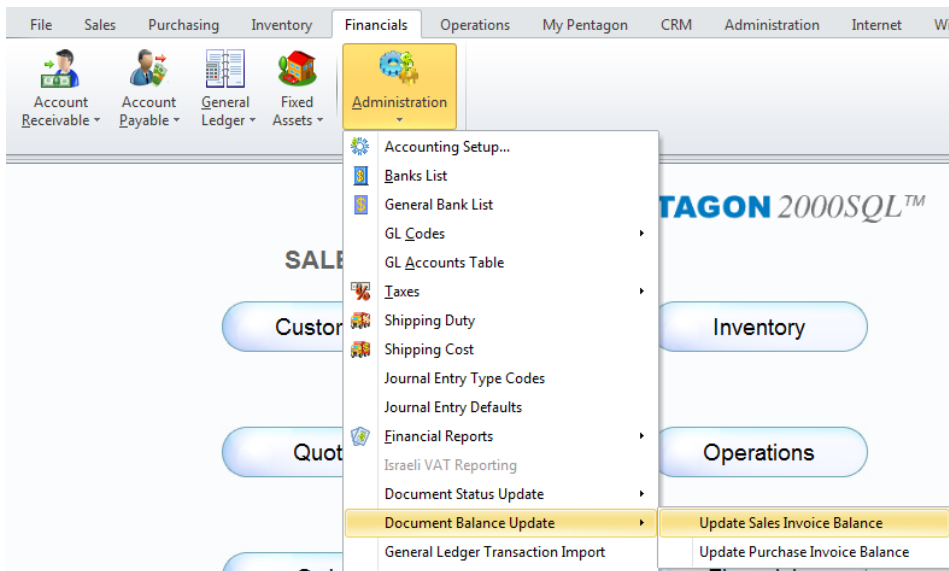 File Sales Purchasing Inventory Financials Operations My Pentagon CRM Administration Internet Wi
Account Receivable
Account Payable
General Ledger
Fixed Assets
Administration
Accounting Setup...
Banks List
General Bank List
GL Codes
GL Accounts Table
Taxes
Shipping Duty
Shipping Cost
Journal Entry Type Codes
Journal Entry Defaults
Financial Reports
Israeli VAT Reporting
Document Status Update
Document Balance Update
General Ledger Transaction Import
Update Sales Invoice Balance
Update Purchase Invoice Balance
TAGON 2000SQL™
SALE
Custor
Inventory
Quot
Operations